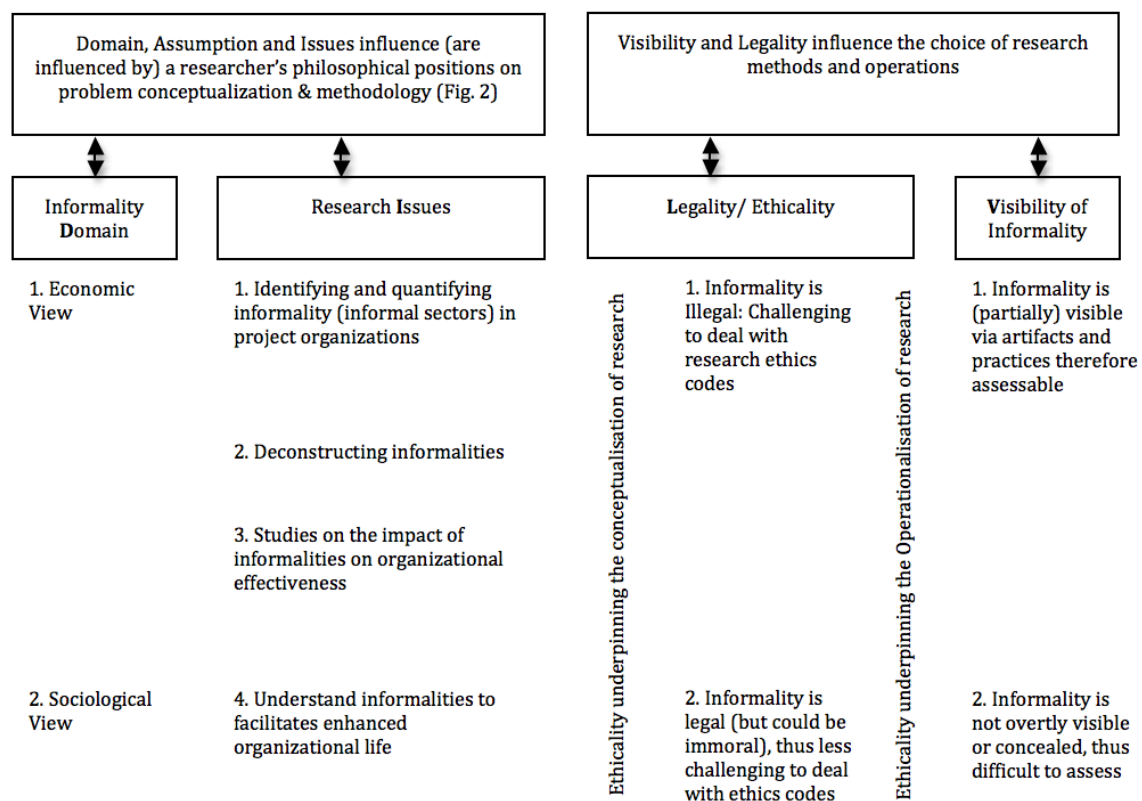 Domain, Assumption and Issues influence (are
influenced by) a researcher's philosophical positions on
problem conceptualization & methodology (Fig. 2)
Visibility and Legality influence the choice of research
methods and operations
Informality
Domain
Research Issues
Legality/ Ethicality
Visibility of
Informality
1. Economic
View
2. Sociological
View
1. Identifying and quantifying
informality (informal sectors) in
project organizations
2. Deconstructing informalities
3. Studies on the impact of
informalities on organizational
effectiveness
4. Understand informalities to
facilitates enhanced
organizational life
Ethicality underpinning the conceptualisation of research
1. Informality is
Illegal: Challenging
to deal with
research ethics
codes
2. Informality is
legal (but could be
immoral), thus less
challenging to deal
with ethics codes
Ethicality underpinning the Operationalisation of research
1. Informality is
(partially) visible
via artifacts and
practices therefore
assessable
2. Informality is
not overtly visible
or concealed, thus
difficult to assess